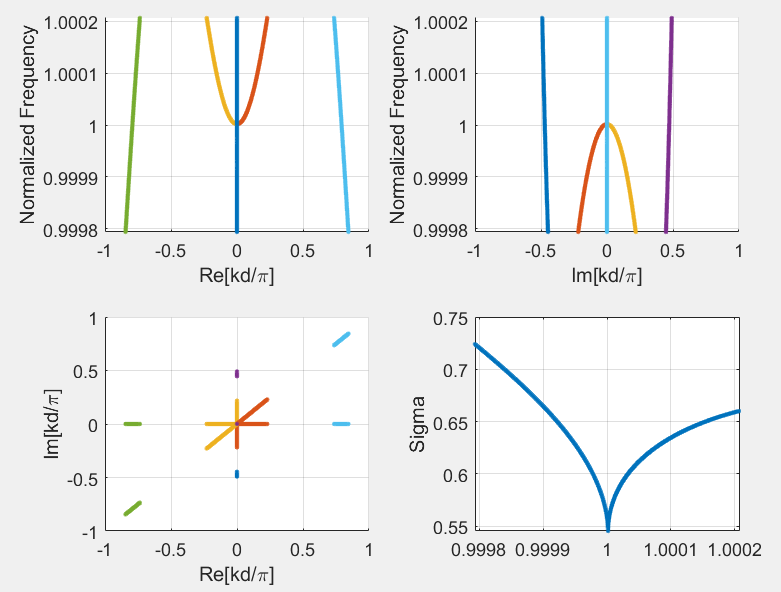 1.0002
1.0001
1
0.9999
0.9998
Normalized Frequency
-1 -0.5 0 0.5 1
Re[kd/π]
1.0002
1.0001
1
0.9999
0.9998
Normalized Frequency
-1 -0.5 0 0.5 1
Im[kd/π]
1
0.5
0
-0.5
-1
Im[kd/π]
-1 -0.5 0 0.5 1
Re[kd/π]
0.75
0.7
0.65
0.6
0.55
Sigma
0.9998 0.9999 1 1.0001 1.0002